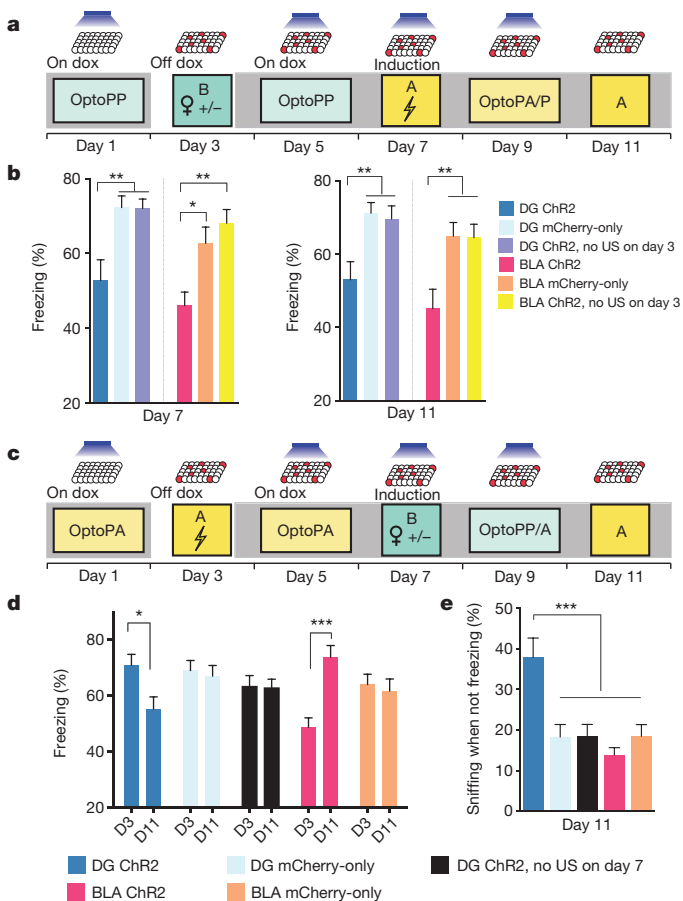 a
On dox Off dox On dox Induction
OptoPP
B
♀ +/−
OptoPP
A
OptoPA/P
A
Day 1 Day 3 Day 5 Day 7 Day 9 Day 11
b
**
**
*
80
60
40
20
Freezing (%)
Day 7
**
**
80
60
40
20
Freezing (%)
Day 11
DG ChR2
DG mCherry-only
DG ChR2, no US on day 3
BLA ChR2
BLA mCherry-only
BLA ChR2, no US on day 3
c
On dox Off dox On dox Induction
OptoPA
A
OptoPA
B
♀ +/−
OptoPP/A
A
Day 1 Day 3 Day 5 Day 7 Day 9 Day 11
d
*
***
80
60
40
20
Freezing (%)
D3 D11 D3 D11 D3 D11 D3 D11 D3 D11
e
***
50
40
30
20
10
0
Sniffing when not freezing (%)
Day 11
DG ChR2 DG mCherry-only DG ChR2, no US on day 7
BLA ChR2 BLA mCherry-only